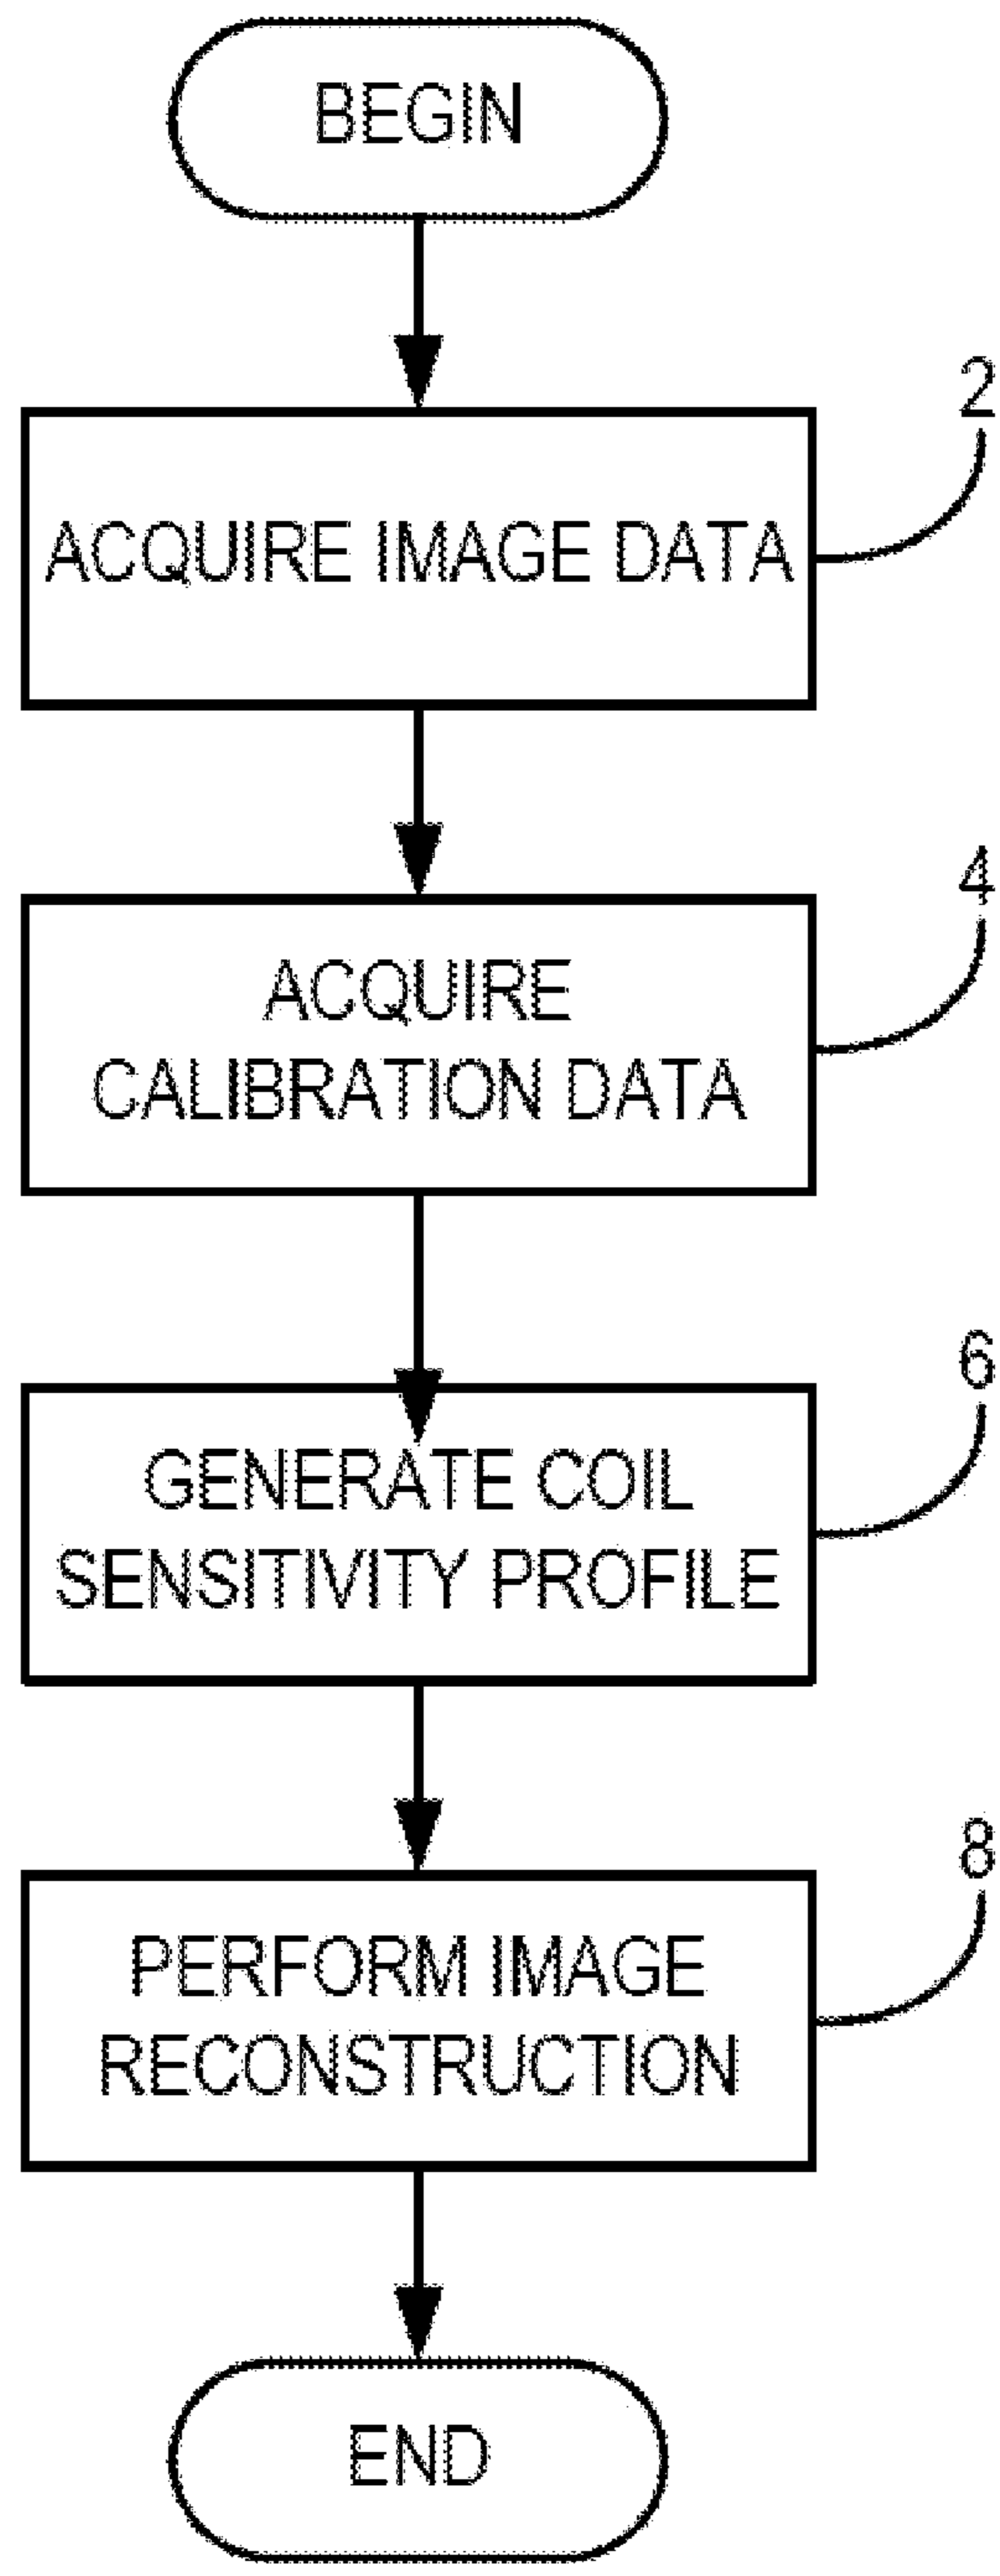 BEGIN
2
ACQUIRE IMAGE DATA
4
ACQUIRE
CALIBRATION DATA
6
GENERATE COIL
SENSITIVITY PROFILE
8
PERFORM IMAGE
RECONSTRUCTION
END